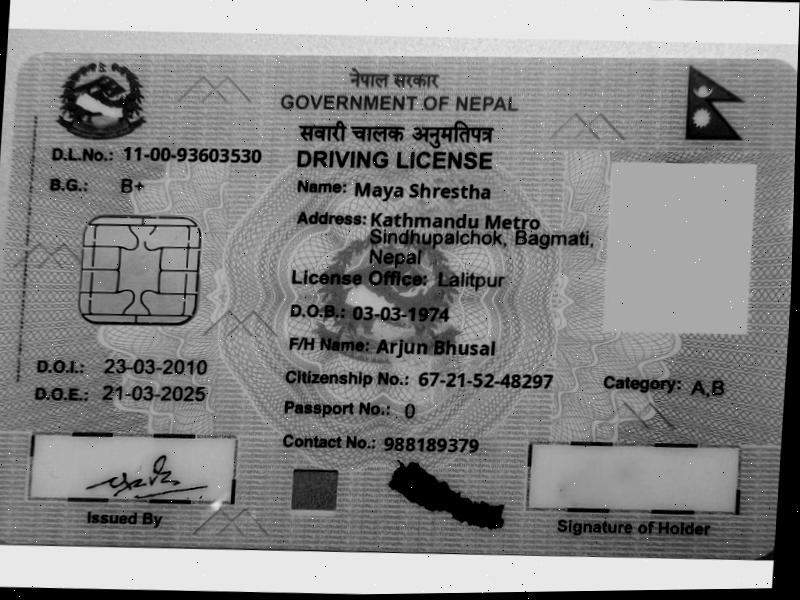 नेपाल सरकार
GOVERNMENT OF NEPAL
सवारी चालक अनुमतिपत्र
DRIVING LICENSE
D.L.No.: 11-00-93603530
B.G.: B+
Name: Maya Shrestha
Address: Kathmandu Metro
Sindhupalchok, Bagmati,
Nepal
License Office: Lalitpur
D.O.B.: 03-03-1974
F/H Name: Arjun Bhusal
D.O.I.: 23-03-2010
D.O.E.: 21-03-2025
Citizenship No.: 67-21-52-48297
Category: A,B
Passport No.: 0
Contact No.: 988189379
Issued By
Signature of Holder